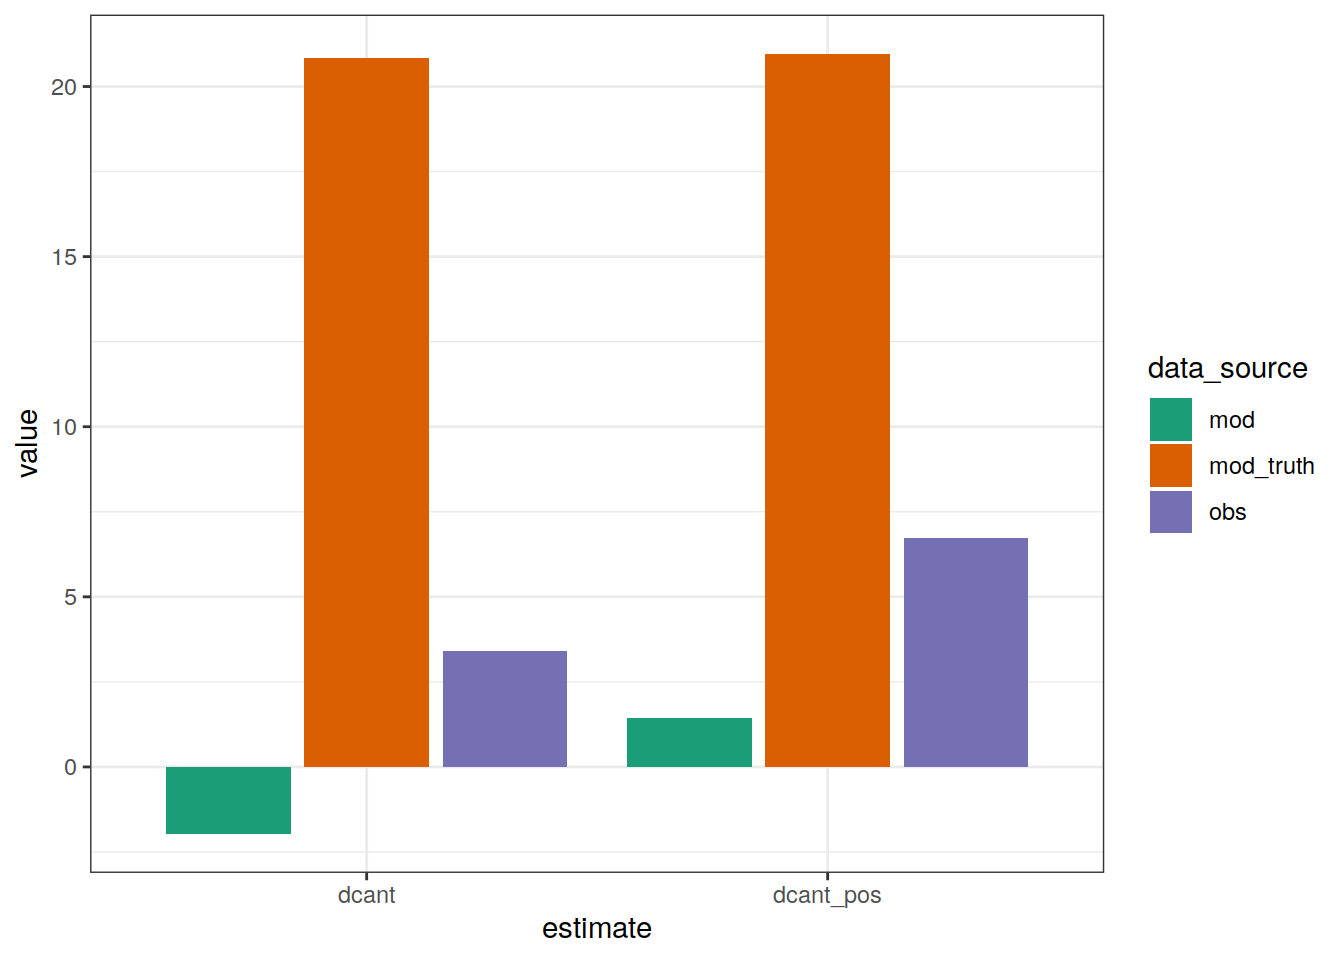 20
15
10
5
0
value
dcant
dcant_pos
estimate
data_source
mod
mod_truth
obs